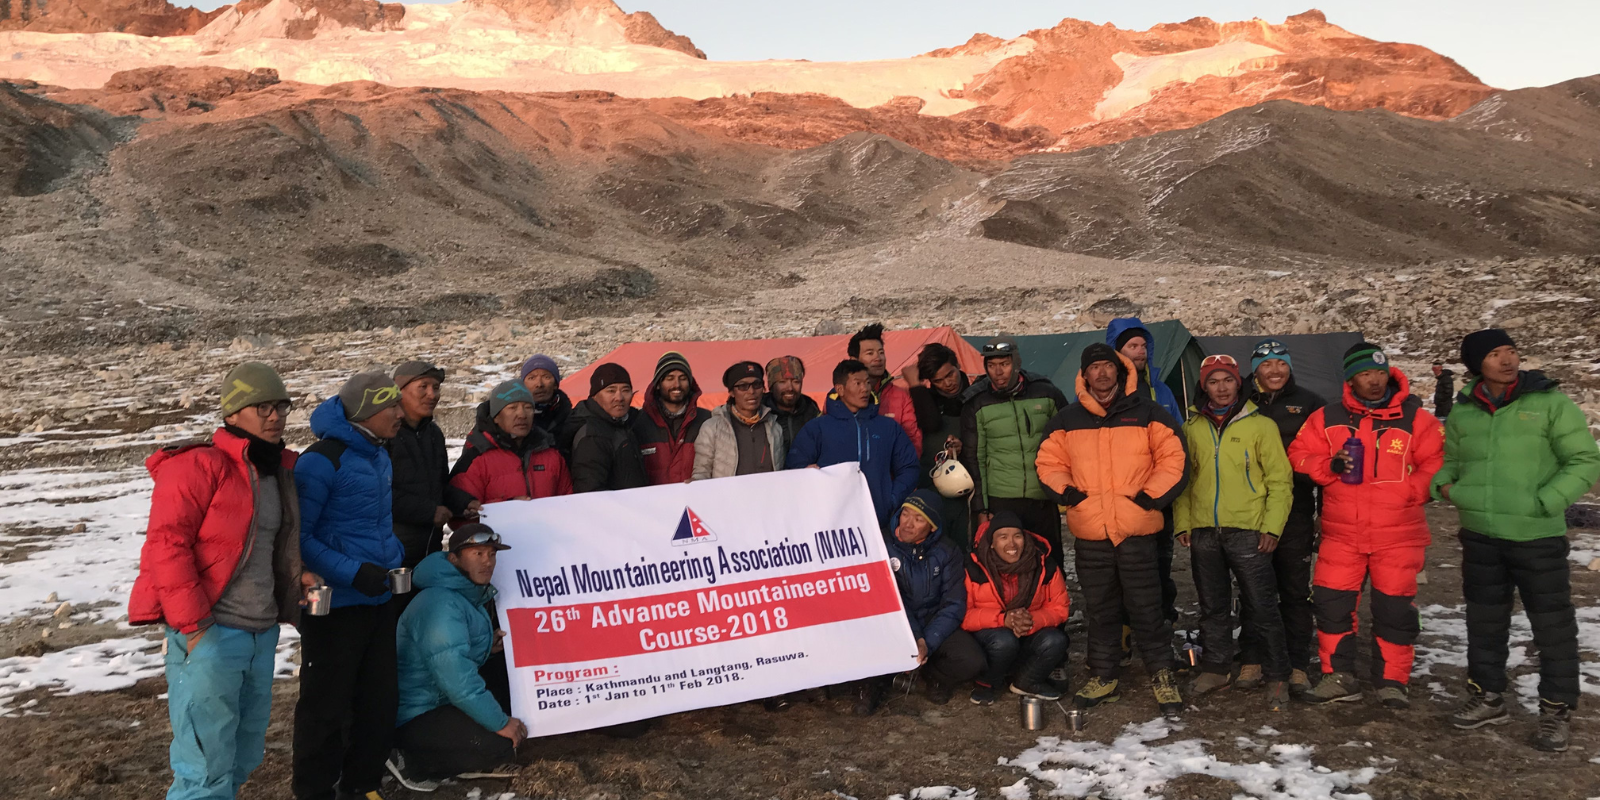 NMA
Nepal Mountaineering Association (NMA)
26th Advance Mountaineering
Course-2018
Program :
Place : Kathmandu and Langtang, Rasuwa.
Date : 1st Jan to 11th Feb 2018.